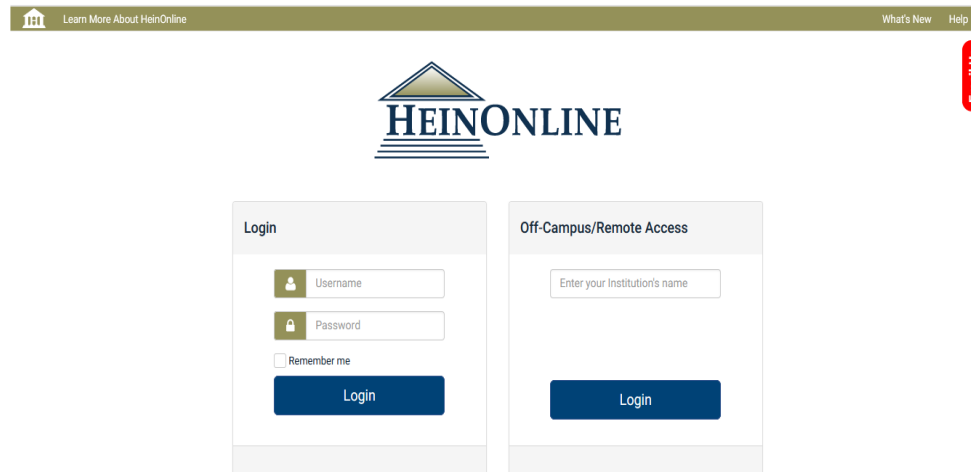 Learn More About HeinOnline
What's New Help
HEINONLINE
Login
Username
Password
Remember me
Login
Off-Campus/Remote Access
Enter your Institution's name
Login